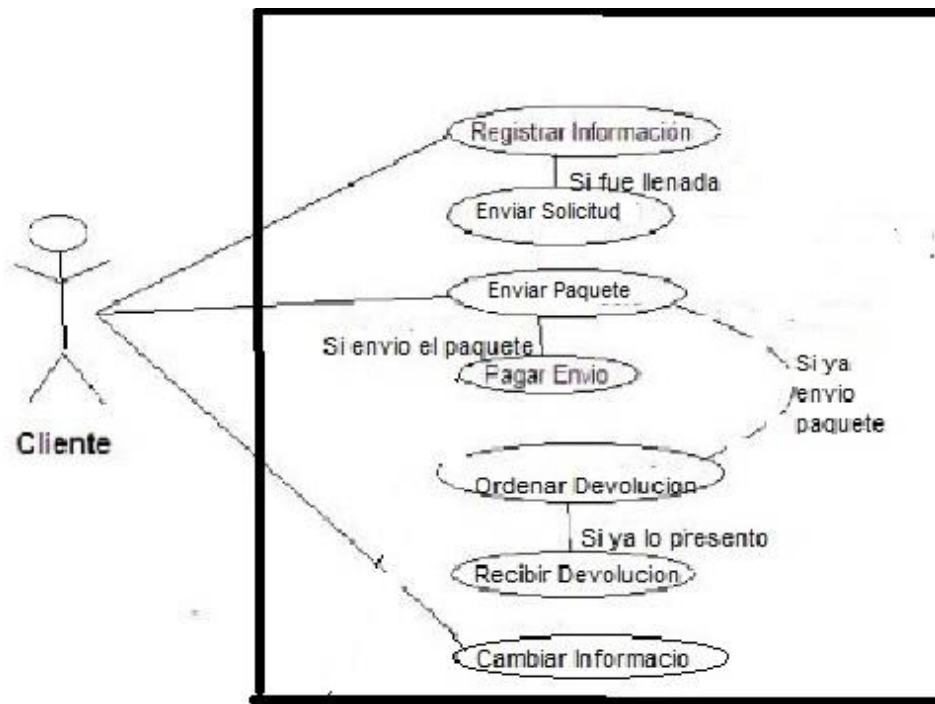 Registrar Información
Si fue llenada
Enviar Solicitud
Enviar Paquete
Si envio el paquete
Pagar Envio
Si ya
envio
paquete
Cliente
Ordenar Devolucion
Si ya lo presento
Recibir Devolucion
Cambiar Informacio